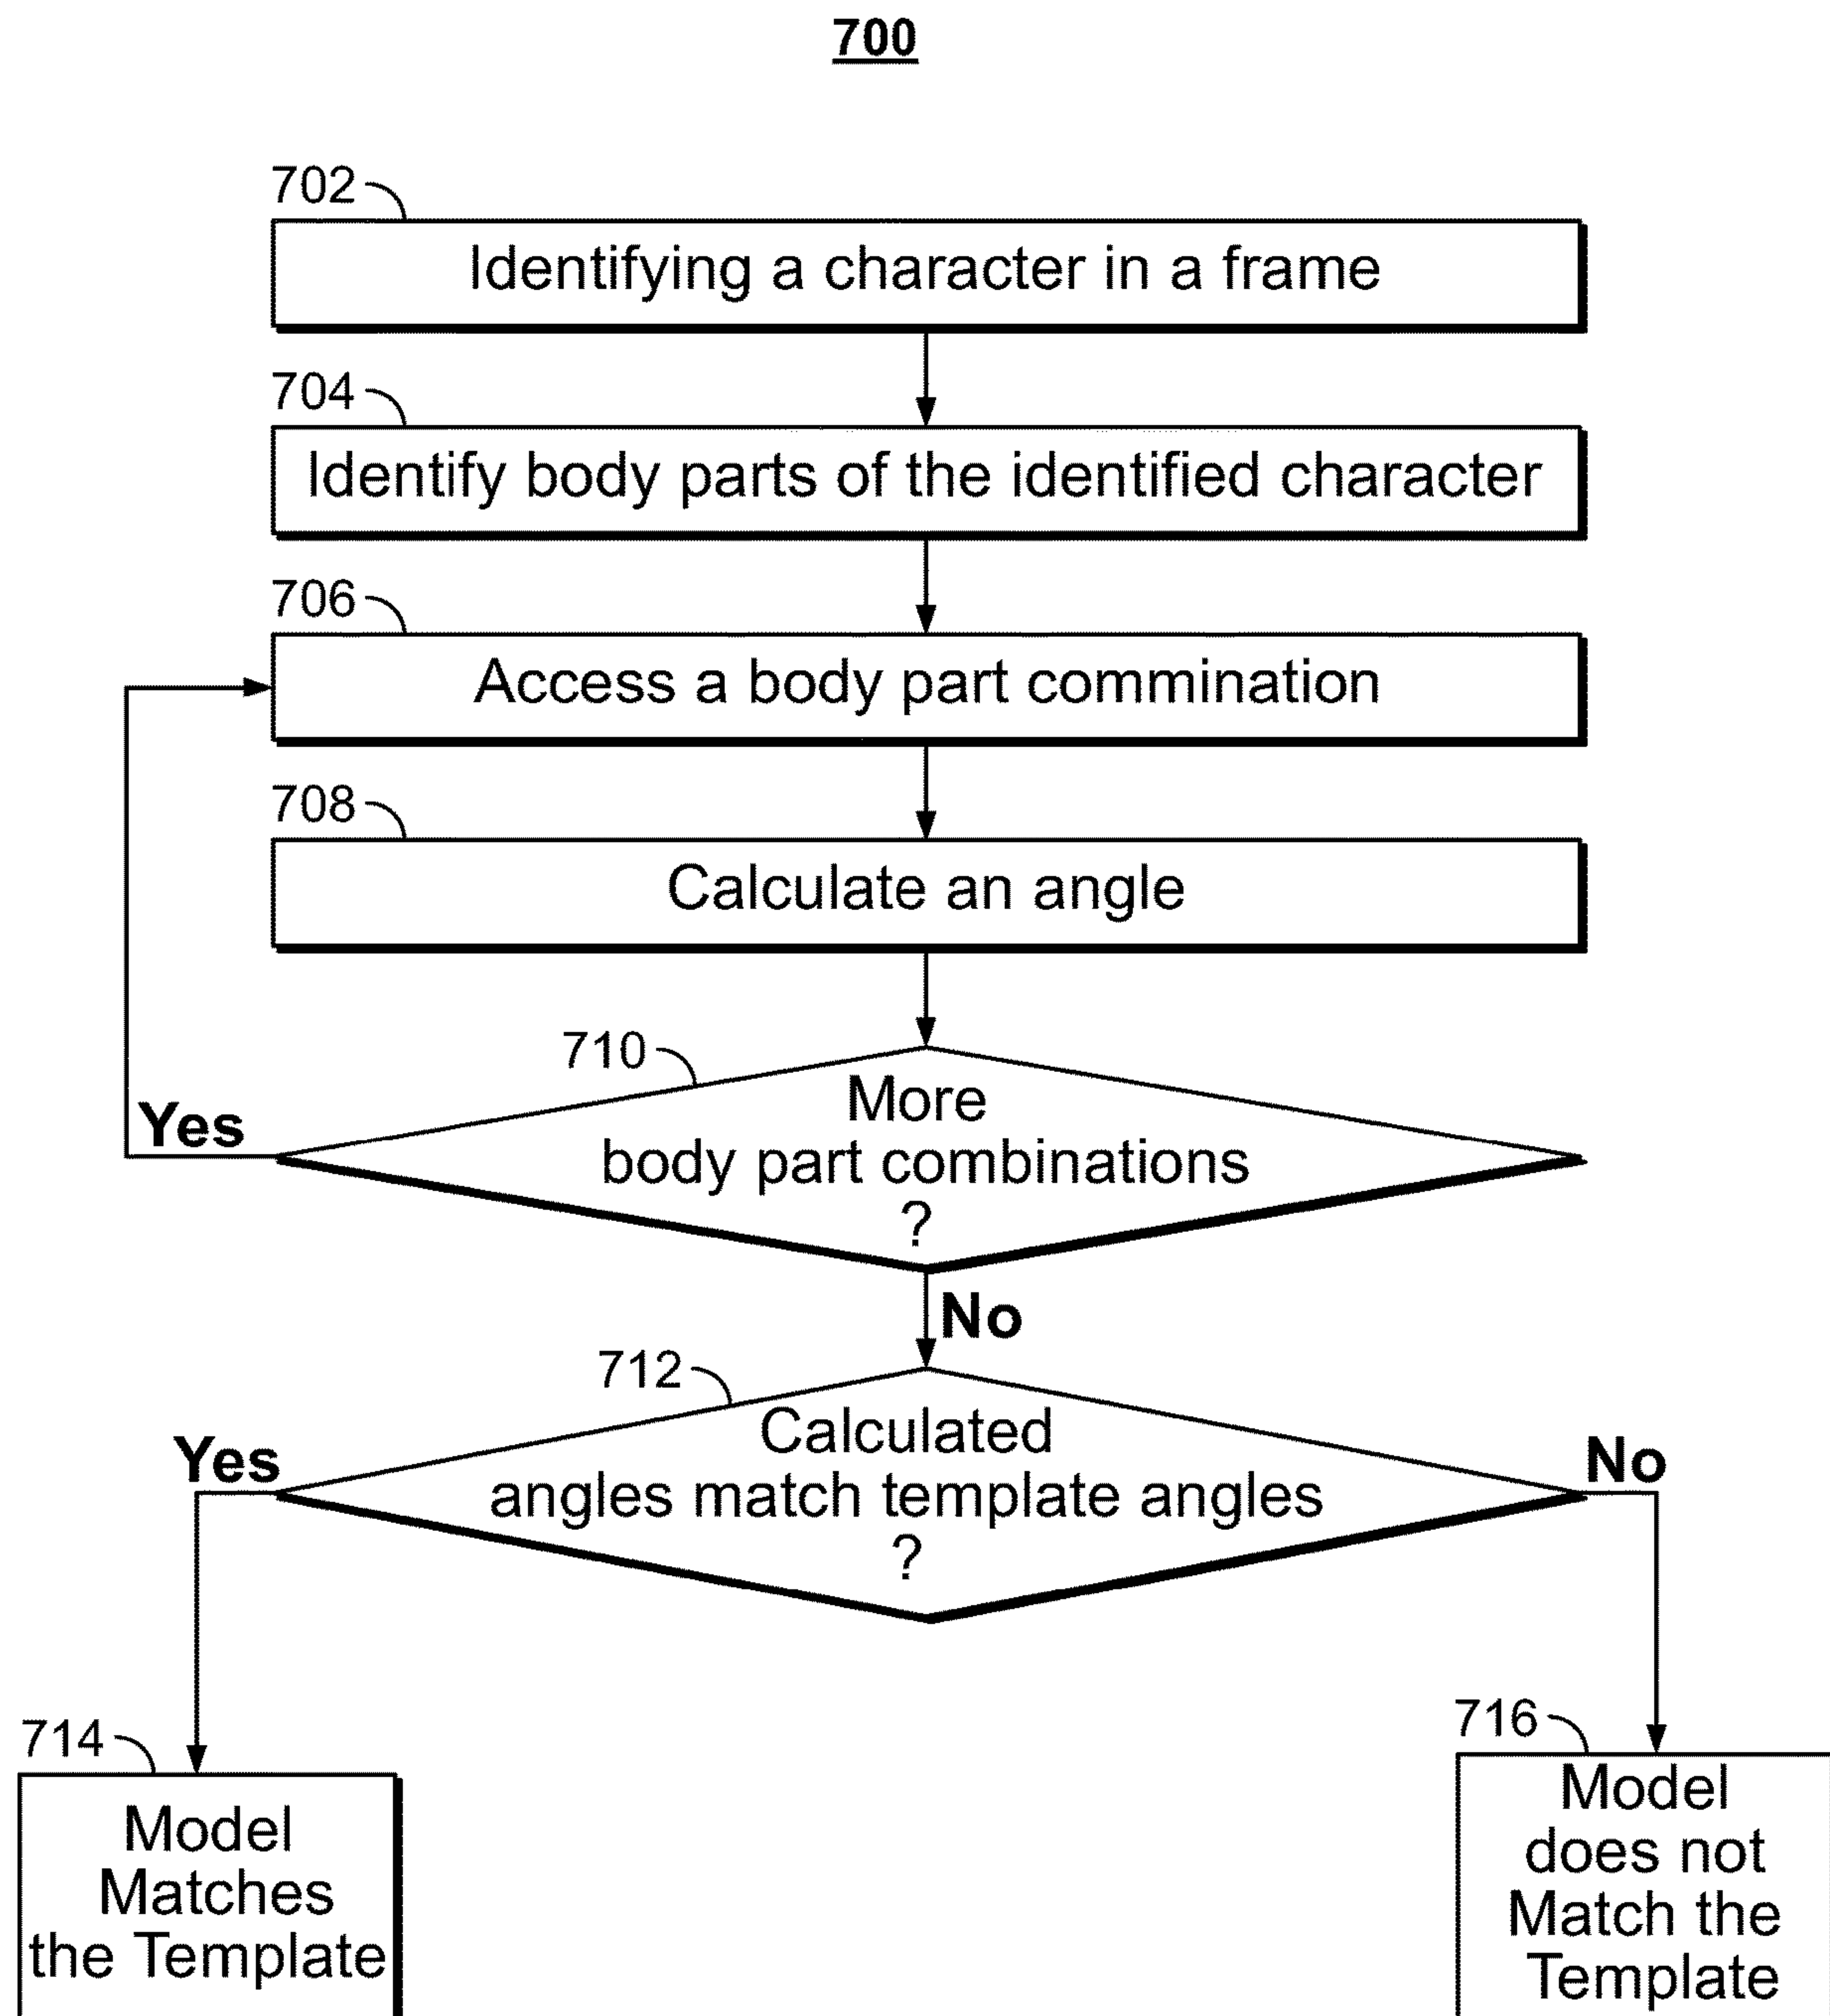 700
702
Identifying a character in a frame
704
Identify body parts of the identified character
706
Access a body part commination
708
Calculate an angle
710
More
body part combinations
?
Yes
No
712
Calculated
angles match template angles
?
Yes
No
714
Model
Matches
the Template
716
Model
does not
Match the
Template